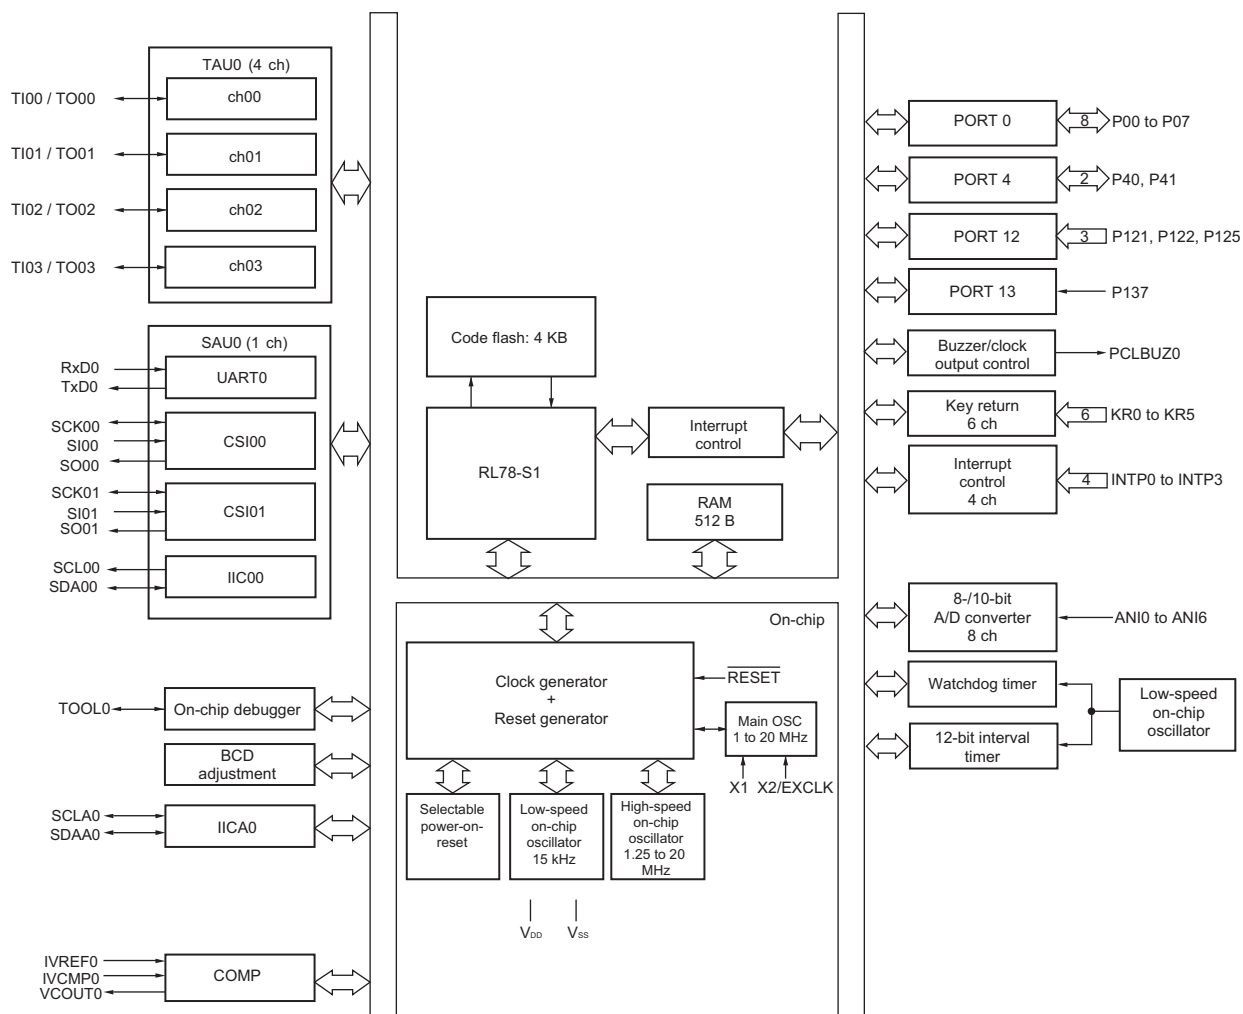 TAU0 (4 ch)
TI00 / TO00
ch00
TI01 / TO01
ch01
TI02 / TO02
ch02
TI03 / TO03
ch03
SAU0 (1 ch)
RxD0
TxD0
UART0
SCK00
SI00
SO00
CSI00
SCK01
SI01
SO01
CSI01
SCL00
SDA00
IIC00
TOOL0
On-chip debugger
BCD
adjustment
SCLA0
SDAA0
IICA0
IVREF0
IVCMP0
VCOUT0
COMP
Code flash: 4 KB
RL78-S1
Interrupt
control
RAM
512 B
On-chip
Clock generator
+
Reset generator
RESET
Main OSC
1 to 20 MHz
X1 X2/EXCLK
Selectable
power-on-
reset
Low-speed
on-chip
oscillator
15 kHz
High-speed
on-chip
oscillator
1.25 to 20
MHz
VDD
VSS
PORT 0
8
P00 to P07
PORT 4
2
P40, P41
PORT 12
3
P121, P122, P125
PORT 13
P137
Buzzer/clock
output control
PCLBUZ0
Key return
6 ch
6
KR0 to KR5
Interrupt
control
4 ch
4
INTP0 to INTP3
8-/10-bit
A/D converter
8 ch
ANI0 to ANI6
Watchdog timer
12-bit interval
timer
Low-speed
on-chip
oscillator